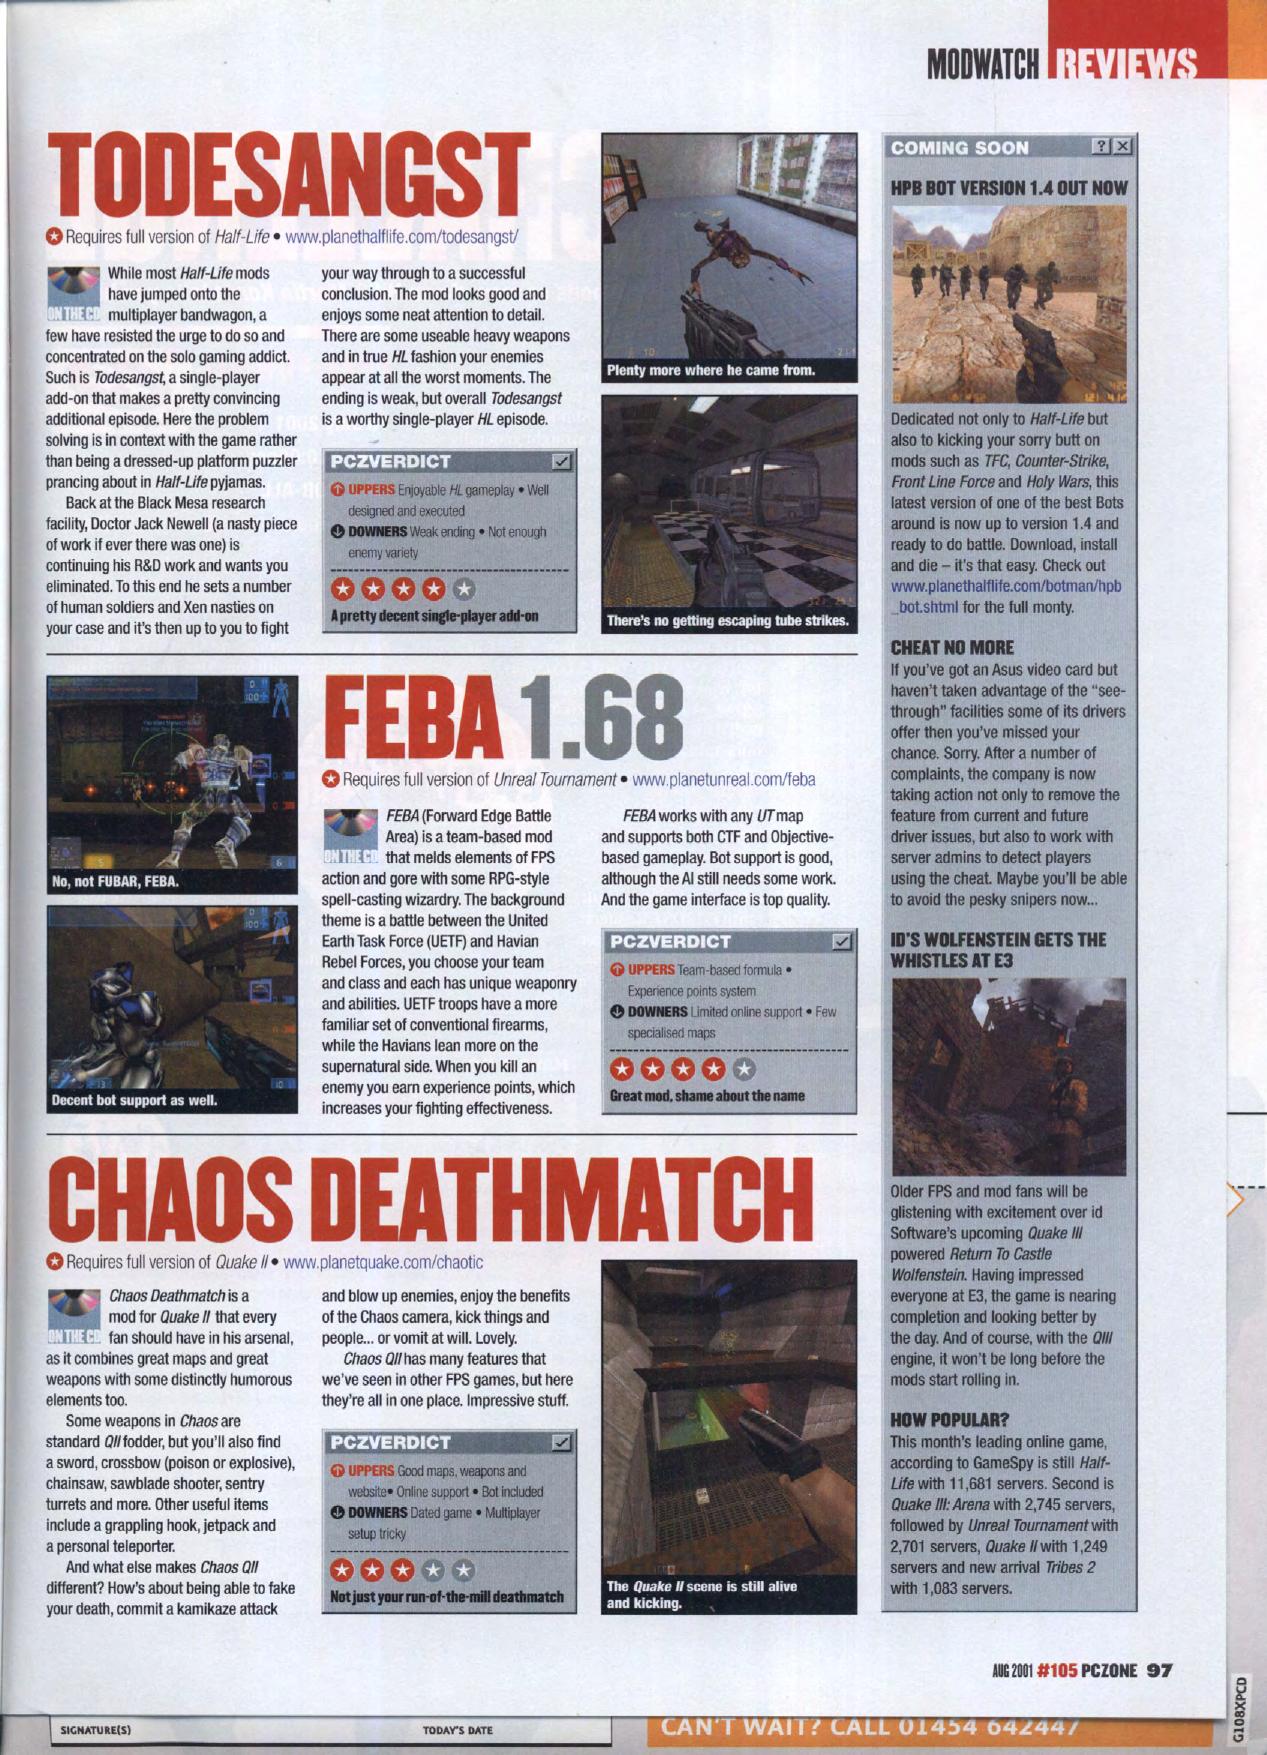 MODWATCH REVIEWS
TODESANGST
Requires full version of Half-Life • www.planethalflife.com/todesangst/
ON THE CD
While most Half-Life mods
have jumped onto the
multiplayer bandwagon, a
few have resisted the urge to do so and
concentrated on the solo gaming addict.
Such is Todesangst, a single-player
add-on that makes a pretty convincing
additional episode. Here the problem
solving is in context with the game rather
than being a dressed-up platform puzzler
prancing about in Half-Life pyjamas.
Back at the Black Mesa research
facility, Doctor Jack Newell (a nasty piece
of work if ever there was one) is
continuing his R&D work and wants you
eliminated. To this end he sets a number
of human soldiers and Xen nasties on
your case and it's then up to you to fight
your way through to a successful
conclusion. The mod looks good and
enjoys some neat attention to detail.
There are some useable heavy weapons
and in true HL fashion your enemies
appear at all the worst moments. The
ending is weak, but overall Todesangst
is a worthy single-player HL episode.
PCZVERDICT
UPPERS Enjoyable HL gameplay • Well
designed and executed
DOWNERS Weak ending • Not enough
enemy variety
A pretty decent single-player add-on
Plenty more where he came from.
There's no getting escaping tube strikes.
No, not FUBAR, FEBA.
Decent bot support as well.
FEBA 1.68
Requires full version of Unreal Tournament • www.planetunreal.com/feba
ON THE CD
FEBA (Forward Edge Battle
Area) is a team-based mod
that melds elements of FPS
action and gore with some RPG-style
spell-casting wizardry. The background
theme is a battle between the United
Earth Task Force (UETF) and Havian
Rebel Forces, you choose your team
and class and each has unique weaponry
and abilities. UETF troops have a more
familiar set of conventional firearms,
while the Havians lean more on the
supernatural side. When you kill an
enemy you earn experience points, which
increases your fighting effectiveness.
FEBA works with any UT map
and supports both CTF and Objective-
based gameplay. Bot support is good,
although the AI still needs some work.
And the game interface is top quality.
PCZVERDICT
UPPERS Team-based formula •
Experience points system
DOWNERS Limited online support • Few
specialised maps
Great mod, shame about the name
CHAOS DEATHMATCH
Requires full version of Quake II • www.planetquake.com/chaotic
ON THE CD
Chaos Deathmatch is a
mod for Quake II that every
fan should have in his arsenal,
as it combines great maps and great
weapons with some distinctly humorous
elements too.
Some weapons in Chaos are
standard QII fodder, but you'll also find
a sword, crossbow (poison or explosive),
chainsaw, sawblade shooter, sentry
turrets and more. Other useful items
include a grappling hook, jetpack and
a personal teleporter.
And what else makes Chaos QII
different? How's about being able to fake
your death, commit a kamikaze attack
and blow up enemies, enjoy the benefits
of the Chaos camera, kick things and
people... or vomit at will. Lovely.
Chaos QII has many features that
we've seen in other FPS games, but here
they're all in one place. Impressive stuff.
PCZVERDICT
UPPERS Good maps, weapons and
website• Online support • Bot included
DOWNERS Dated game • Multiplayer
setup tricky
Not just your run-of-the-mill deathmatch
The Quake II scene is still alive
and kicking.
COMING SOON
HPB BOT VERSION 1.4 OUT NOW
Dedicated not only to Half-Life but
also to kicking your sorry butt on
mods such as TFC, Counter-Strike,
Front Line Force and Holy Wars, this
latest version of one of the best Bots
around is now up to version 1.4 and
ready to do battle. Download, install
and die – it's that easy. Check out
www.planethalflife.com/botman/hpb
_bot.shtml for the full monty.
CHEAT NO MORE
If you've got an Asus video card but
haven't taken advantage of the "see-
through" facilities some of its drivers
offer then you've missed your
chance. Sorry. After a number of
complaints, the company is now
taking action not only to remove the
feature from current and future
driver issues, but also to work with
server admins to detect players
using the cheat. Maybe you'll be able
to avoid the pesky snipers now...
ID'S WOLFENSTEIN GETS THE
WHISTLES AT E3
Older FPS and mod fans will be
glistening with excitement over id
Software's upcoming Quake III
powered Return To Castle
Wolfenstein. Having impressed
everyone at E3, the game is nearing
completion and looking better by
the day. And of course, with the QIII
engine, it won't be long before the
mods start rolling in.
HOW POPULAR?
This month's leading online game,
according to GameSpy is still Half-
Life with 11,681 servers. Second is
Quake III: Arena with 2,745 servers,
followed by Unreal Tournament with
2,701 servers, Quake II with 1,249
servers and new arrival Tribes 2
with 1,083 servers.
AUG 2001 #105 PCZONE 97
SIGNATURE(S)
TODAY'S DATE
CAN'T WAIT? CALL 01454 642447
G108XPCD